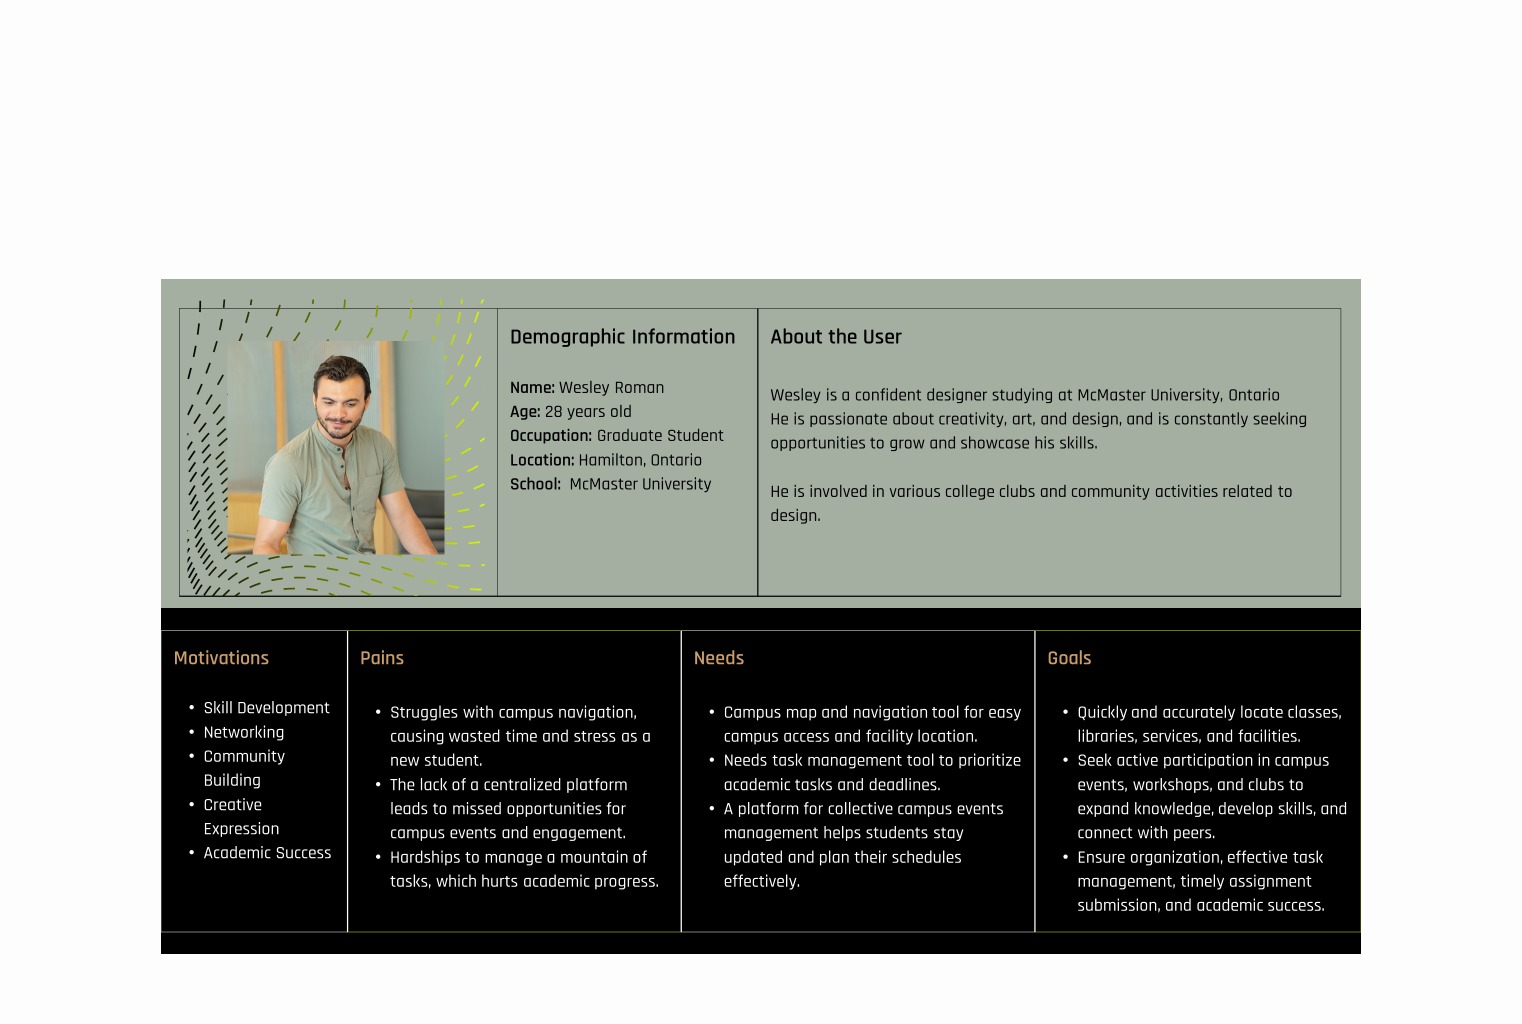 Demographic Information
Name: Wesley Roman
Age: 28 years old
Occupation: Graduate Student
Location: Hamilton, Ontario
School: McMaster University
About the User
Wesley is a confident designer studying at McMaster University, Ontario
He is passionate about creativity, art, and design, and is constantly seeking
opportunities to grow and showcase his skills.
He is involved in various college clubs and community activities related to
design.
Motivations
• Skill Development
• Networking
• Community
Building
• Creative
Expression
• Academic Success
Pains
• Struggles with campus navigation,
causing wasted time and stress as a
new student.
• The lack of a centralized platform
leads to missed opportunities for
campus events and engagement.
• Hardships to manage a mountain of
tasks, which hurts academic progress.
Needs
• Campus map and navigation tool for easy
campus access and facility location.
• Needs task management tool to prioritize
academic tasks and deadlines.
• A platform for collective campus events
management helps students stay
updated and plan their schedules
effectively.
Goals
• Quickly and accurately locate classes,
libraries, services, and facilities.
• Seek active participation in campus
events, workshops, and clubs to
expand knowledge, develop skills, and
connect with peers.
• Ensure organization, effective task
management, timely assignment
submission, and academic success.